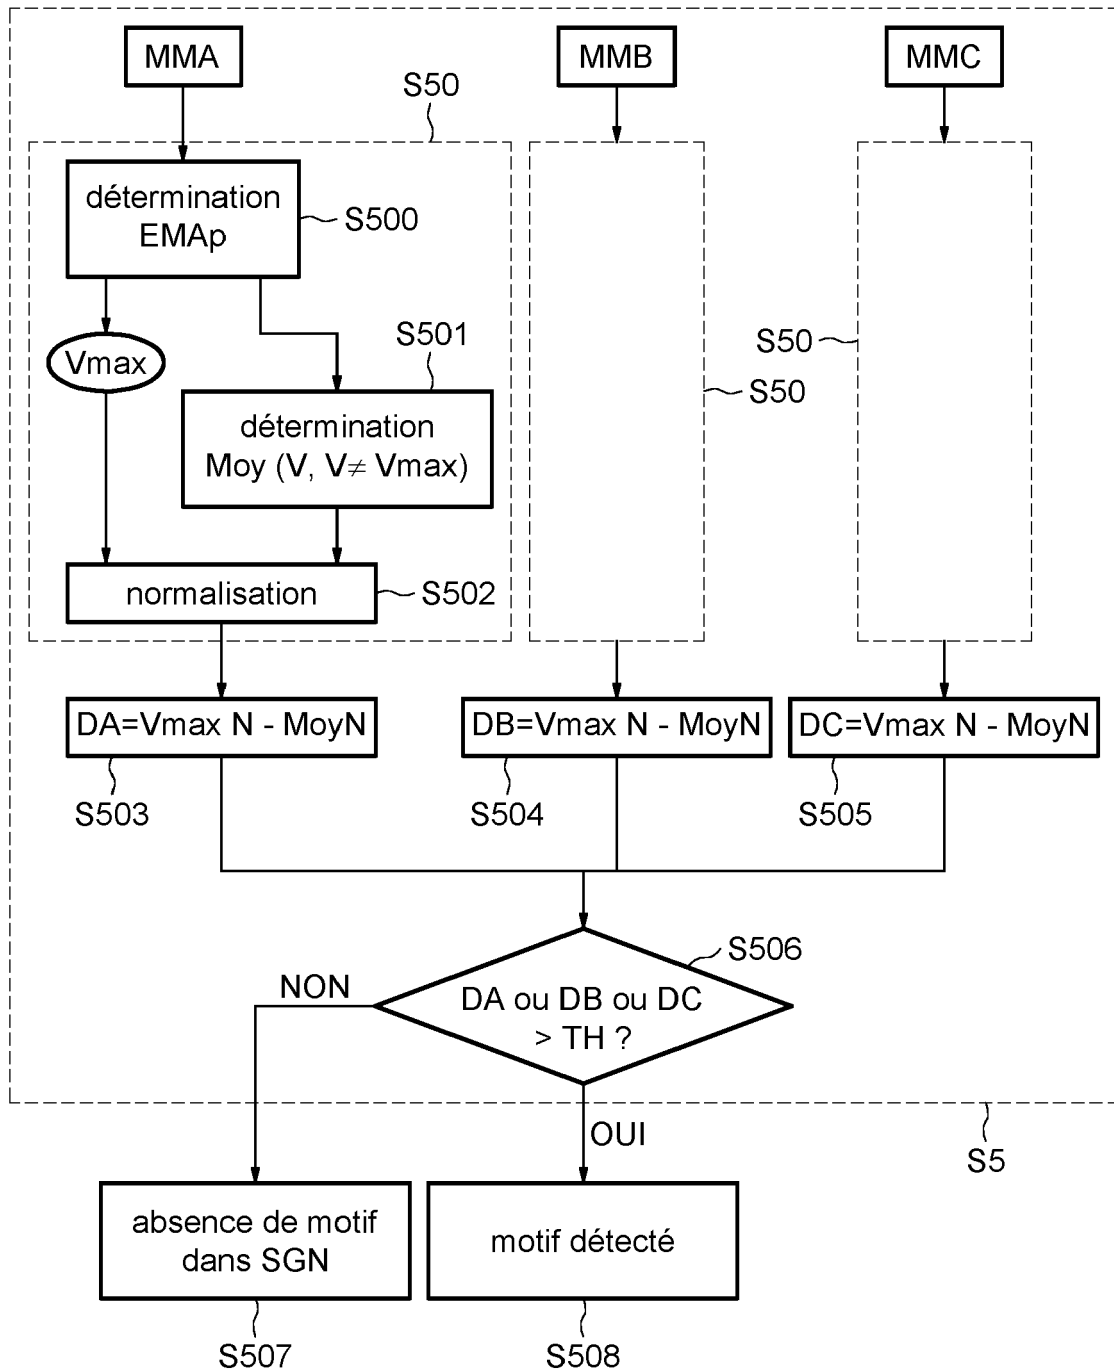 MMA
MMB
MMC
S50
détermination
EMAp
S500
Vmax
S501
détermination
Moy (V, V≠ Vmax)
S50
S50
normalisation
S502
DA=Vmax N - MoyN
DB=Vmax N - MoyN
DC=Vmax N - MoyN
S503
S504
S505
S506
NON
DA ou DB ou DC
> TH ?
OUI
S5
absence de motif
dans SGN
motif détecté
S507
S508